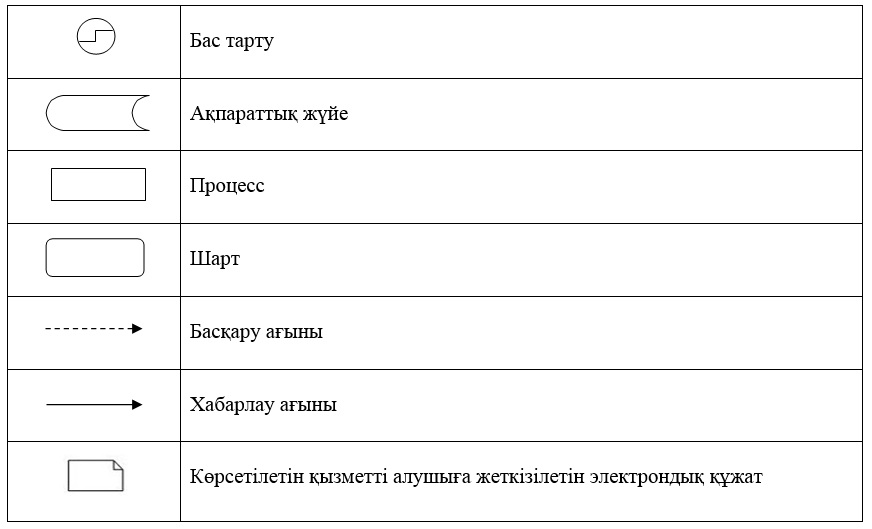 Бас тарту
Ақпараттық жүйе
Процесс
Шарт
Басқару ағыны
Хабарлау ағыны
Көрсетілетін қызметті алушыға жеткізілетін электрондық құжат